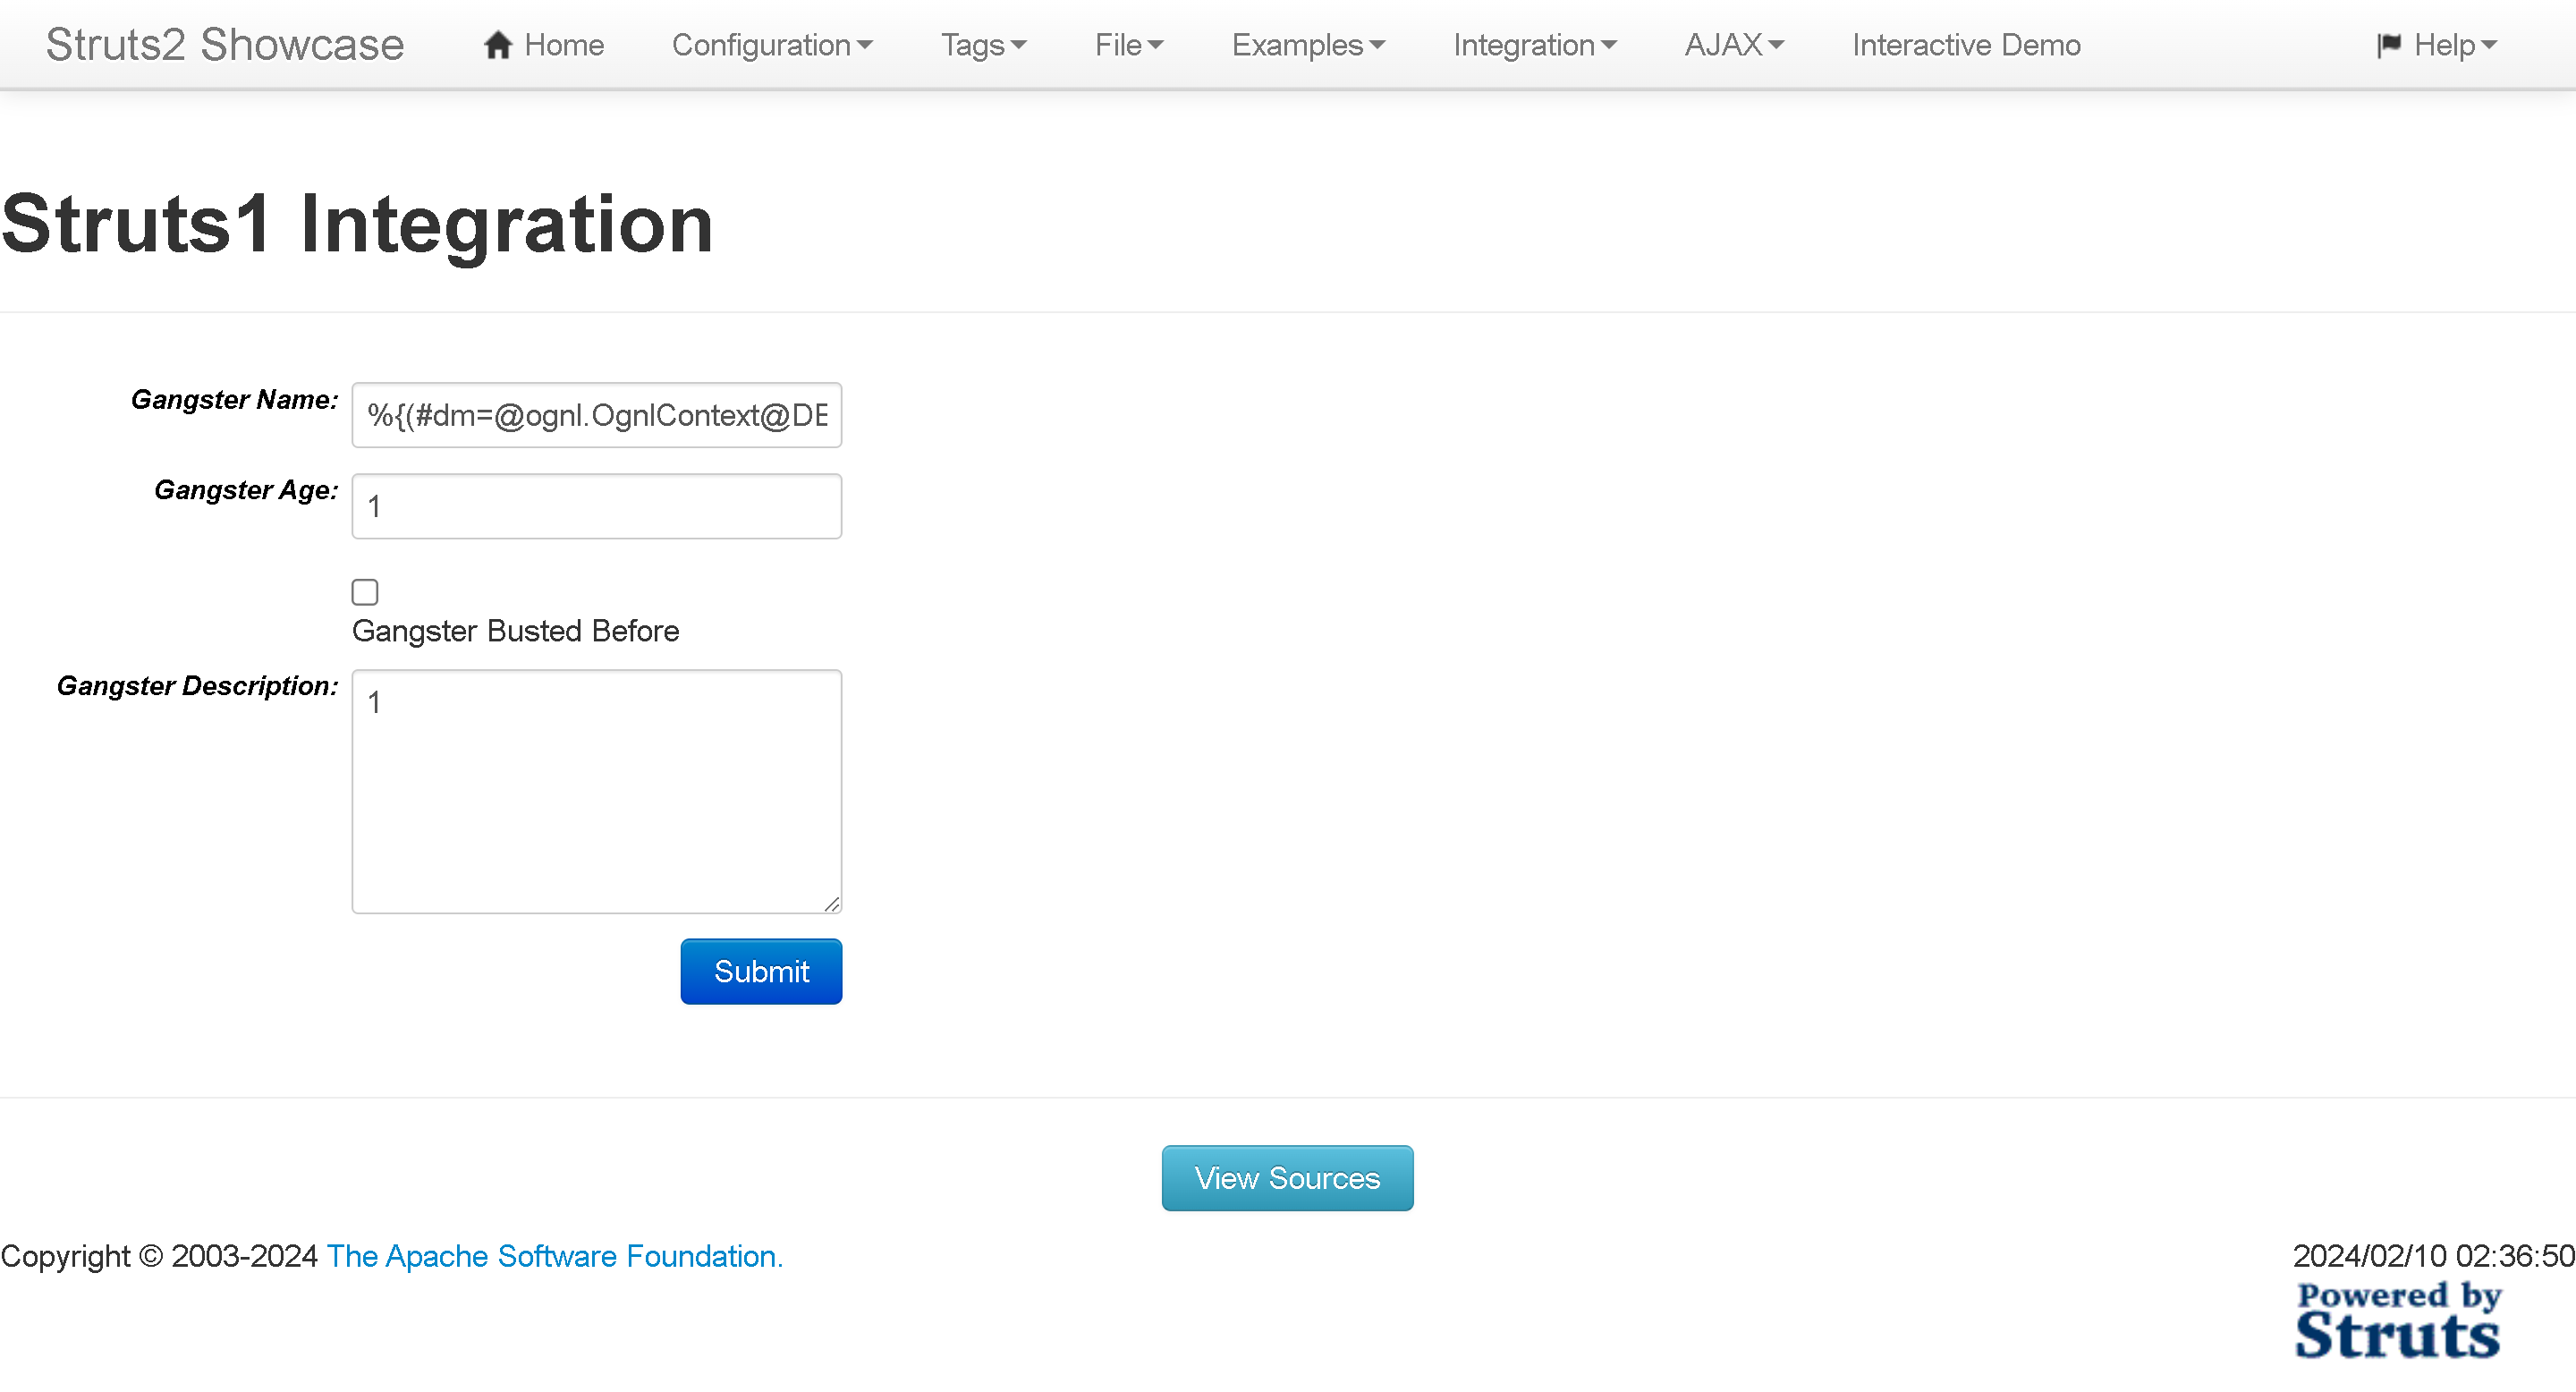 Struts2 Showcase Home Configuration Tags File Examples Integration AJAX Interactive Demo Help
Struts1 Integration
Gangster Name: %{(#dm=@ognl.OgnlContext@DE
Gangster Age: 1
Gangster Busted Before
Gangster Description: 1
Submit
View Sources
Copyright © 2003-2024 The Apache Software Foundation. 2024/02/10 02:36:50
Powered by
Struts